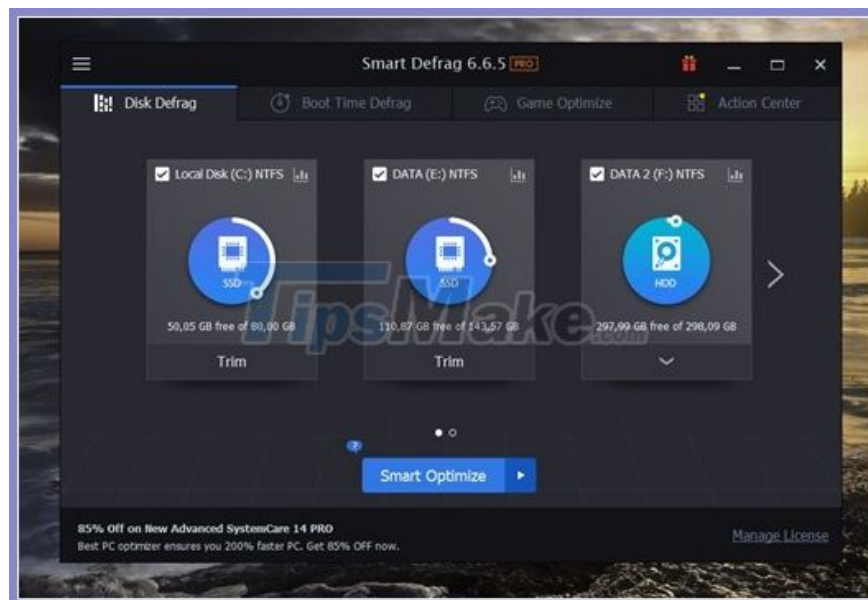 Smart Defrag 6.6.5 PRO
Disk Defrag
Boot Time Defrag
Game Optimize
Action Center
Local Disk (C:) NTFS
DATA (E:) NTFS
DATA 2 (F:) NTFS
SSD
SSD
HDD
50,05 GB free of 80,00 GB
110,87 GB free of 143,57 GB
297,99 GB free of 298,09 GB
TipsMake.com
Trim
Trim
?
Smart Optimize
85% Off on New Advanced SystemCare 14 PRO
Best PC optimizer ensures you 200% faster PC. Get 85% OFF now.
Manage License